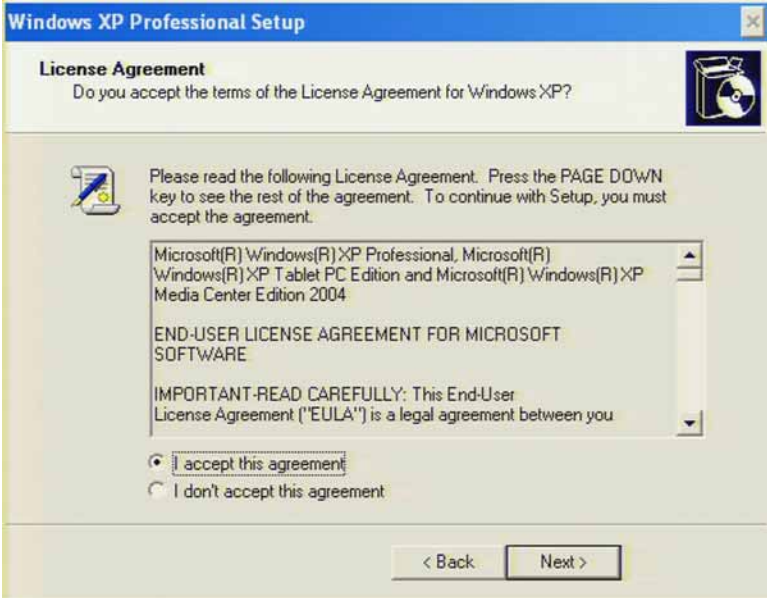 Windows XP Professional Setup
License Agreement
Do you accept the terms of the License Agreement for Windows XP?
Please read the following License Agreement. Press the PAGE DOWN
key to see the rest of the agreement. To continue with Setup, you must
accept the agreement.
Microsoft(R) Windows(R) XP Professional, Microsoft(R)
Windows(R) XP Tablet PC Edition and Microsoft(R) Windows(R) XP
Media Center Edition 2004
END-USER LICENSE AGREEMENT FOR MICROSOFT
SOFTWARE
IMPORTANT-READ CAREFULLY: This End-User
License Agreement ("EULA") is a legal agreement between you
I accept this agreement
I don't accept this agreement
< Back
Next >